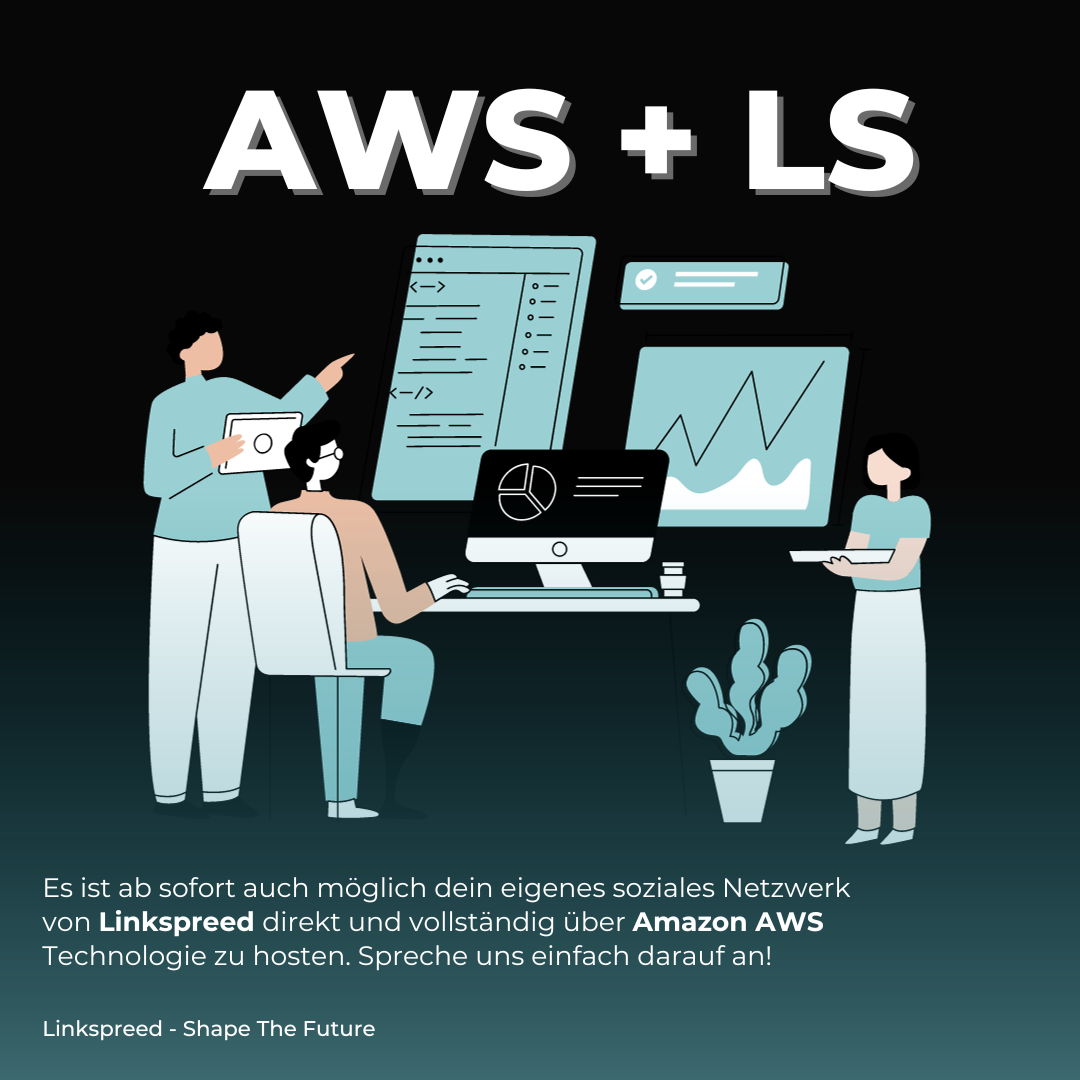 AWS + LS
Es ist ab sofort auch möglich dein eigenes soziales Netzwerk
von Linkspreed direkt und vollständig über Amazon AWS
Technologie zu hosten. Spreche uns einfach darauf an!
Linkspreed - Shape The Future